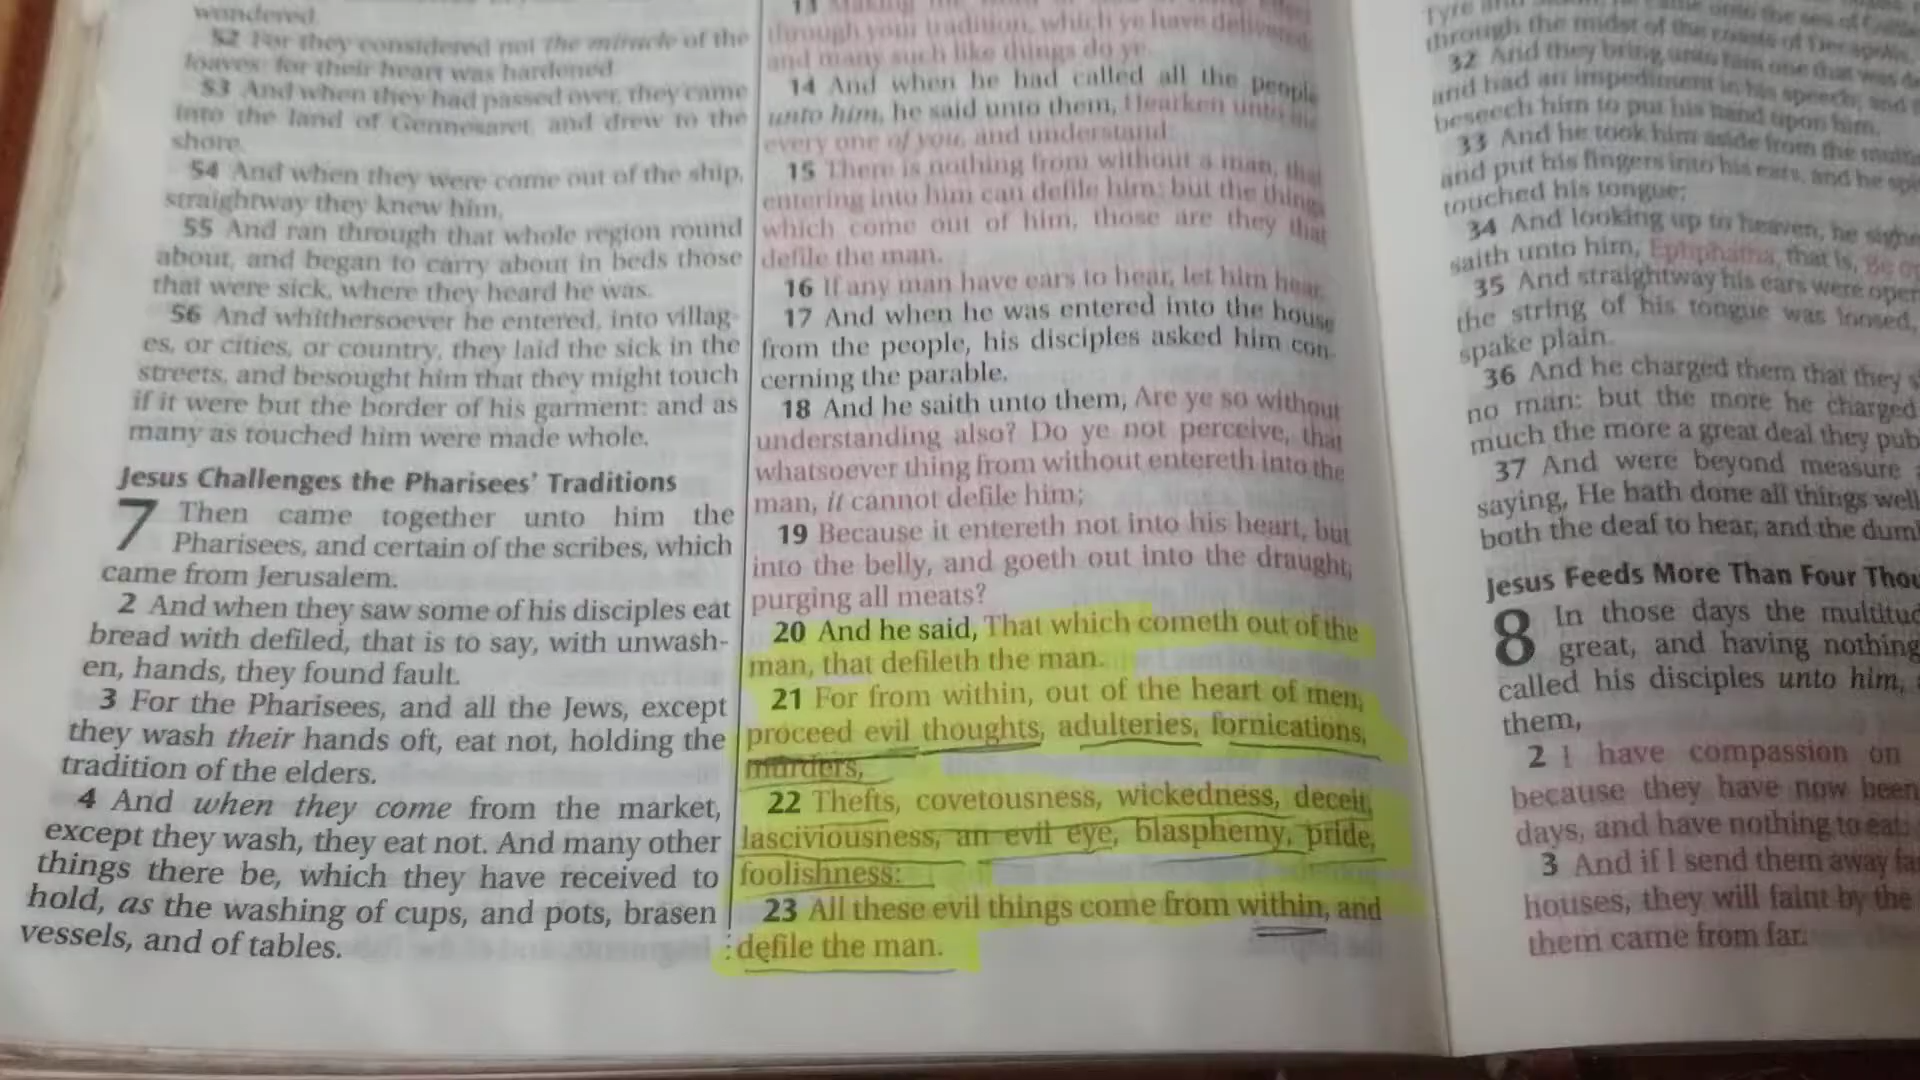 wondered.
52 For they considered not the miracle of the
loaves: for their heart was hardened.
53 And when they had passed over, they came
into the land of Gennesaret, and drew to the
shore.
54 And when they were come out of the ship,
straightway they knew him,
55 And ran through that whole region round
about, and began to carry about in beds those
that were sick, where they heard he was.
56 And whithersoever he entered, into villag-
es, or cities, or country, they laid the sick in the
streets, and besought him that they might touch
if it were but the border of his garment: and as
many as touched him were made whole.
Jesus Challenges the Pharisees' Traditions
7 Then came together unto him the
Pharisees, and certain of the scribes, which
came from Jerusalem.
2 And when they saw some of his disciples eat
bread with defiled, that is to say, with unwash-
en, hands, they found fault.
3 For the Pharisees, and all the Jews, except
they wash their hands oft, eat not, holding the
tradition of the elders.
4 And when they come from the market,
except they wash, they eat not. And many other
things there be, which they have received to
hold, as the washing of cups, and pots, brasen
vessels, and of tables.
13 Making the
through your tradition, which ye have delivered:
and many such like things do ye.
14 And when he had called all the people
unto him, he said unto them, Hearken unto me
every one of you, and understand:
15 There is nothing from without a man, that
entering into him can defile him: but the things
which come out of him, those are they that
defile the man.
16 If any man have ears to hear, let him hear.
17 And when he was entered into the house
from the people, his disciples asked him con-
cerning the parable.
18 And he saith unto them, Are ye so without
understanding also? Do ye not perceive, that
whatsoever thing from without entereth into the
man, it cannot defile him;
19 Because it entereth not into his heart, but
into the belly, and goeth out into the draught,
purging all meats?
20 And he said, That which cometh out of the
man, that defileth the man.
21 For from within, out of the heart of men,
proceed evil thoughts, adulteries, fornications,
murders,
22 Thefts, covetousness, wickedness, deceit,
lasciviousness, an evil eye, blasphemy, pride,
foolishness:
23 All these evil things come from within, and
defile the man.
through the midst of the coasts of Decapolis.
32 And they bring unto him one that was
and had an impediment in his speech; and
beseech him to put his hand upon him.
33 And he took him aside from the
and put his fingers into his ears, and he
touched his tongue;
34 And looking up to heaven, he
saith unto him, Ephphatha, that is, Be
35 And straightway his ears were
the string of his tongue was loosed,
spake plain.
36 And he charged them that they
no man: but the more he charged
much the more a great deal they
37 And were beyond measure
saying, He hath done all things well
both the deaf to hear, and the
Jesus Feeds More Than Four
8 In those days the
great, and having nothing
called his disciples unto him,
them,
2 I have compassion on
because they have now been
days, and have nothing to eat:
3 And if I send them away
houses, they will faint by the
them came from far.